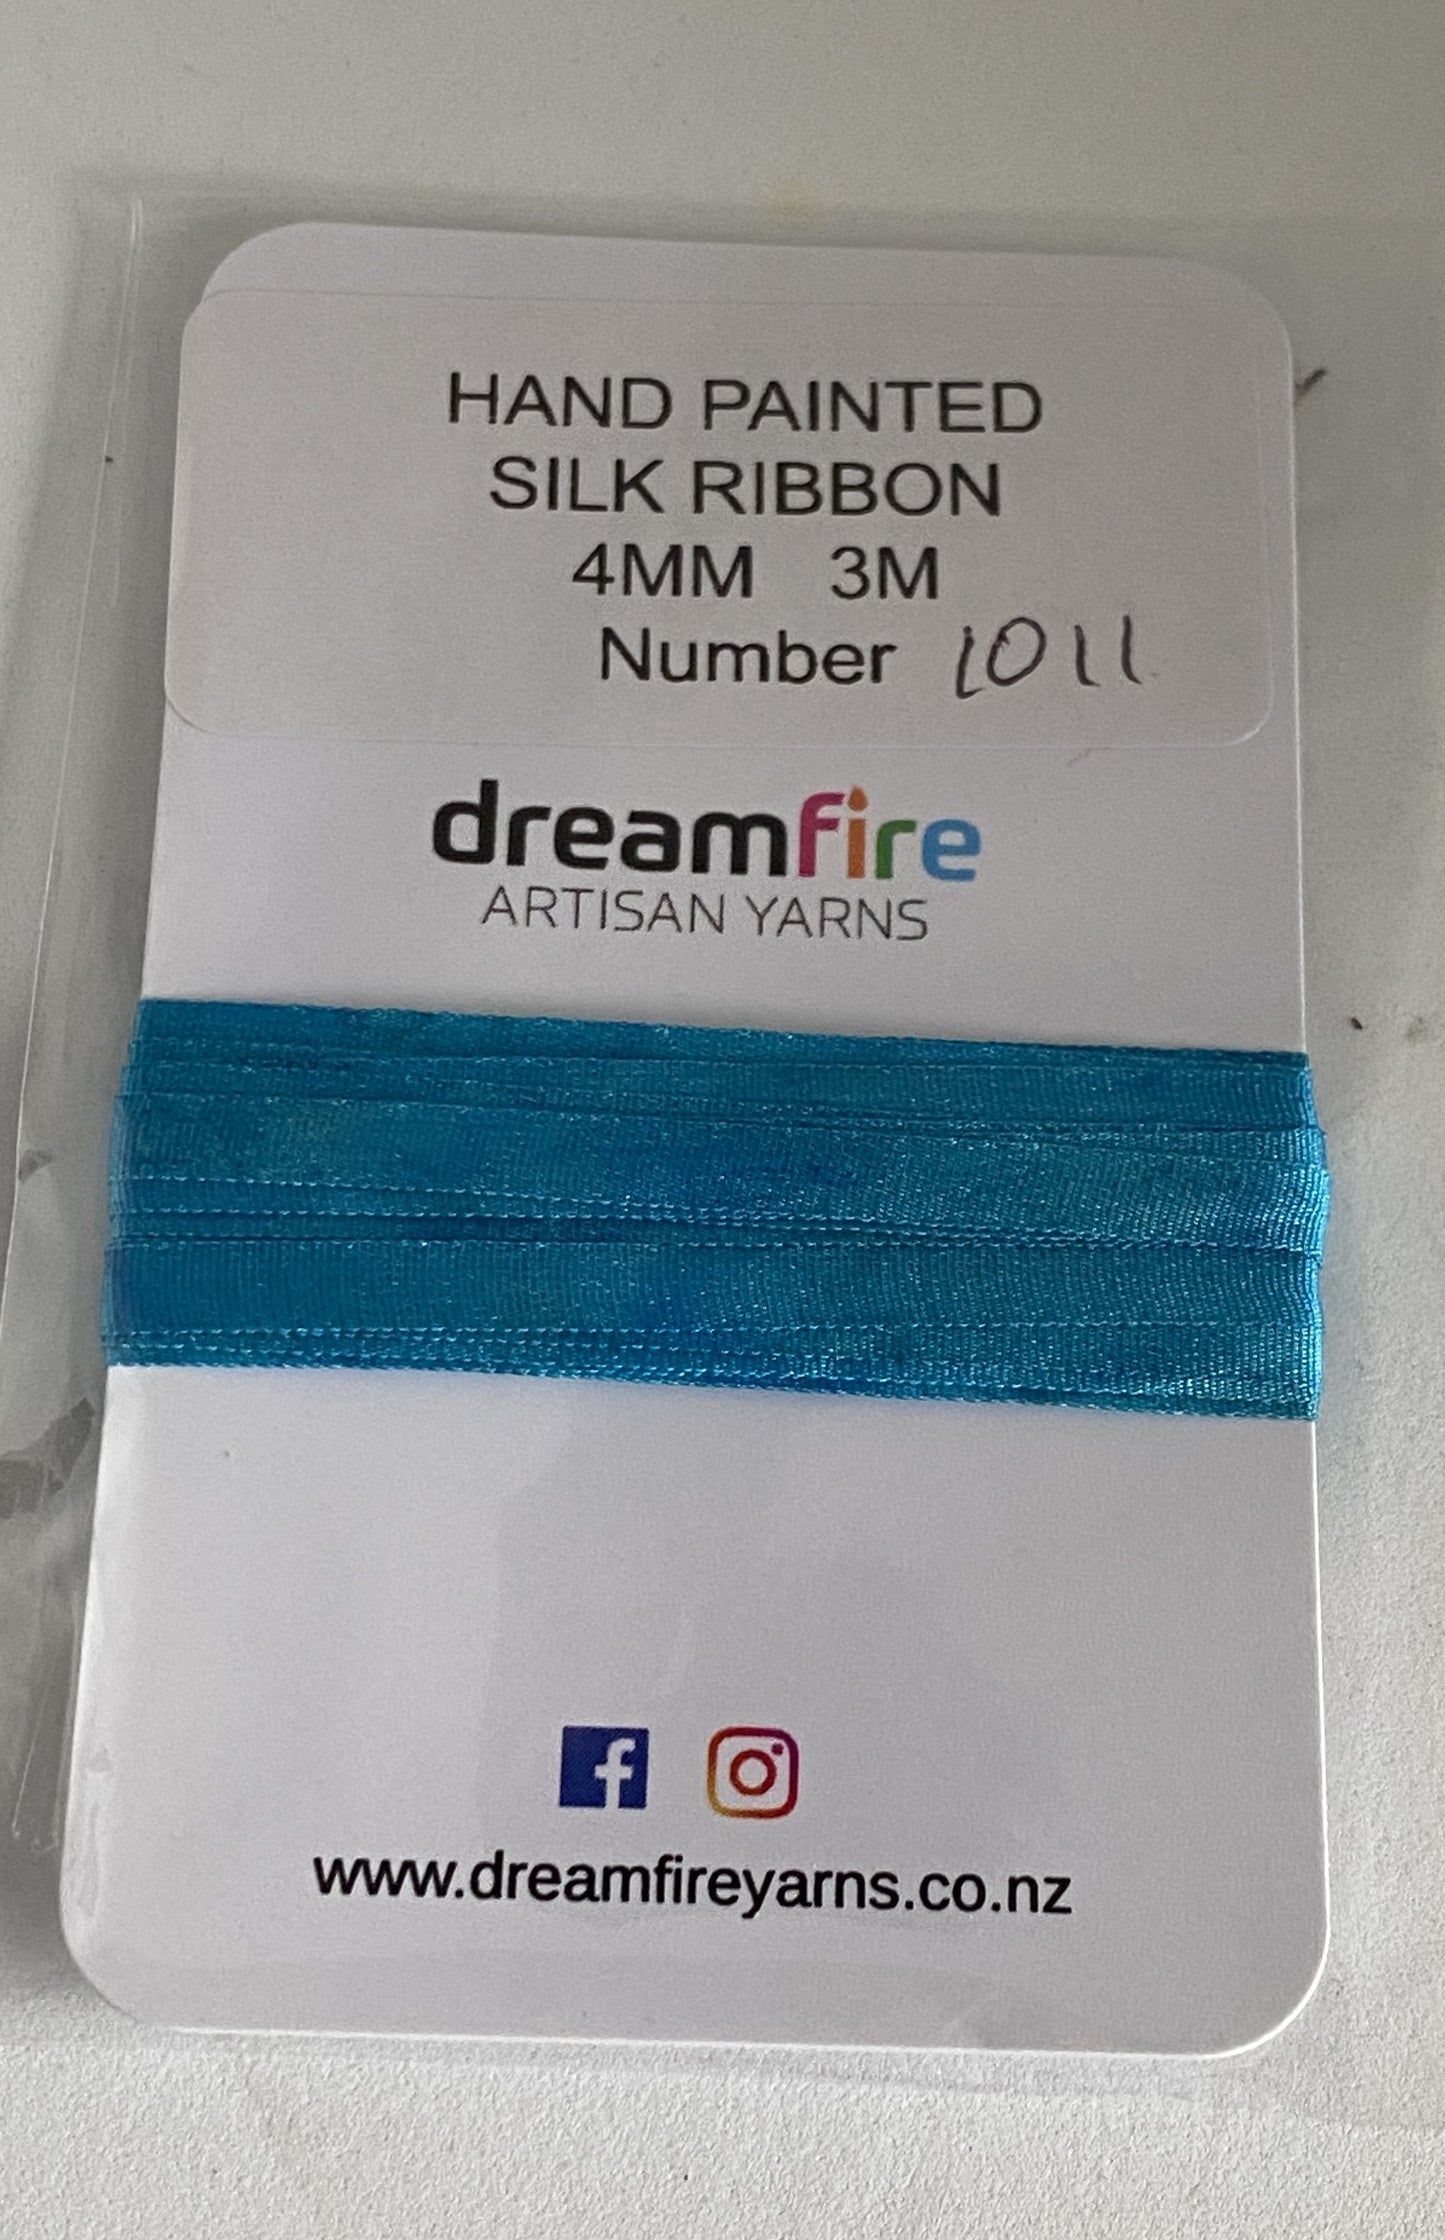 HAND PAINTED
SILK RIBBON
4MM 3M
Number 1011
dreamfire
ARTISAN YARNS
www.dreamfireyarns.co.nz